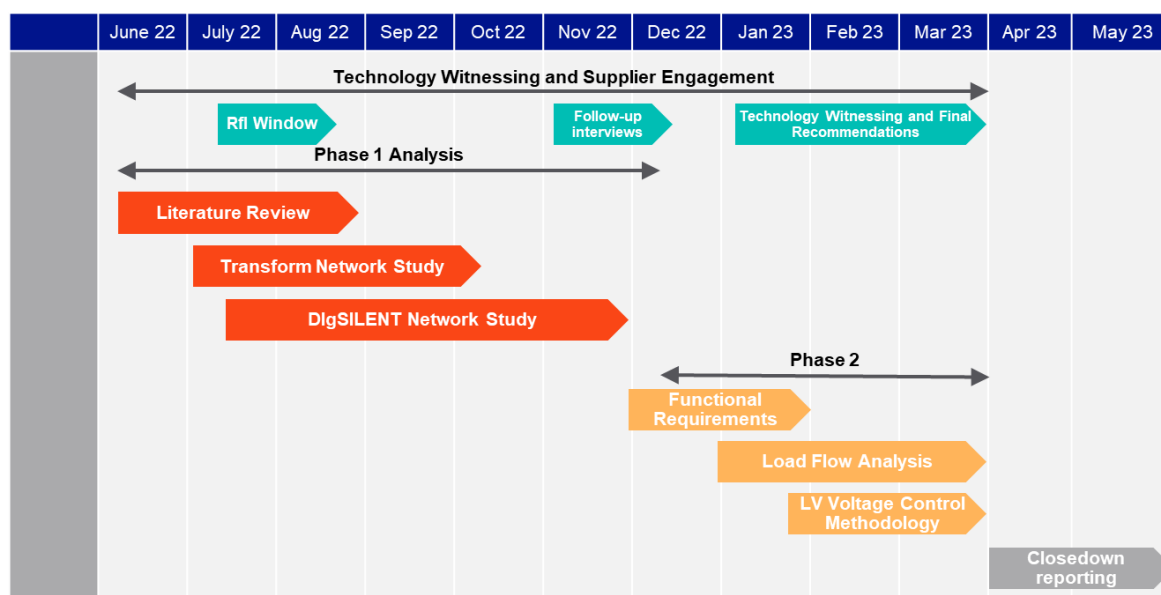 June 22 July 22 Aug 22 Sep 22 Oct 22 Nov 22 Dec 22 Jan 23 Feb 23 Mar 23 Apr 23 May 23
Technology Witnessing and Supplier Engagement
RfI Window
Follow-up
interviews
Technology Witnessing and Final
Recommendations
Phase 1 Analysis
Literature Review
Transform Network Study
DIgSILENT Network Study
Phase 2
Functional
Requirements
Load Flow Analysis
LV Voltage Control
Methodology
Closedown
reporting